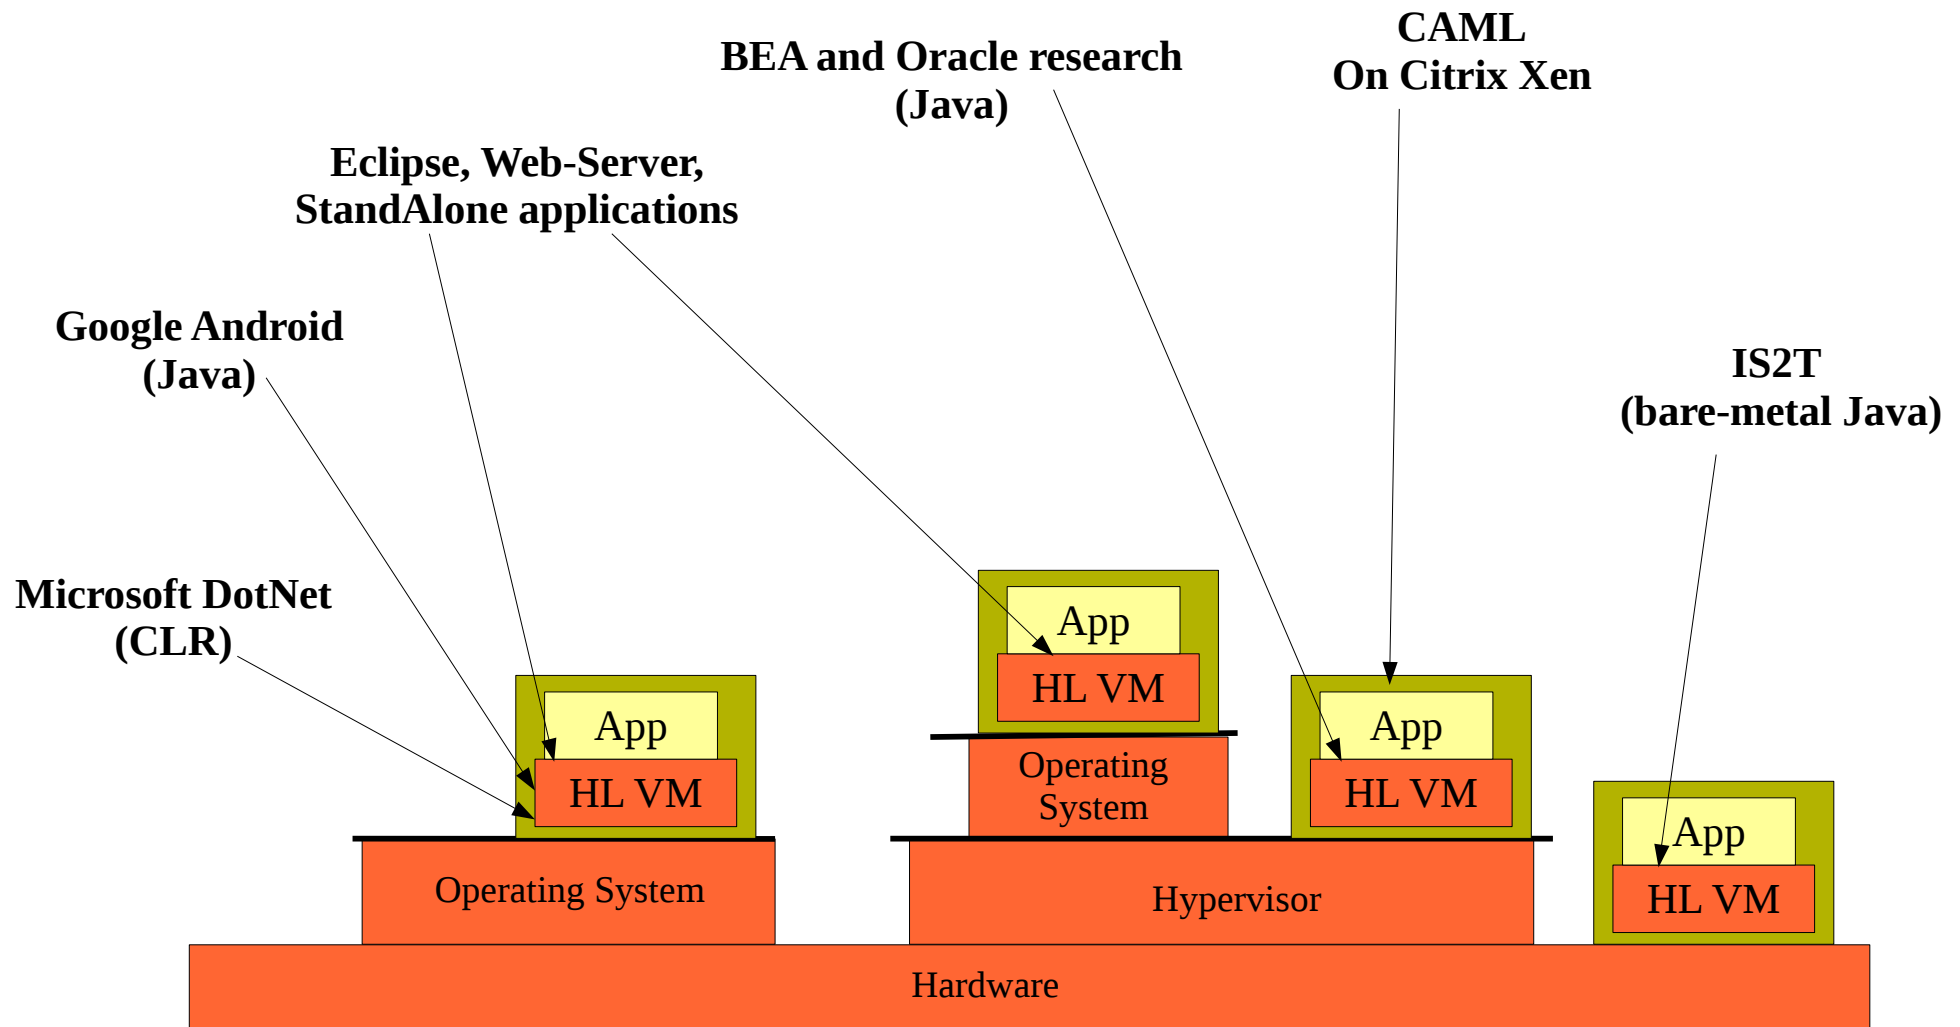 CAML
On Citrix Xen
BEA and Oracle research
(Java)
Eclipse, Web-Server,
StandAlone applications
Google Android
(Java)
IS2T
(bare-metal Java)
Microsoft DotNet
(CLR)
App
HL VM
Operating System
App
HL VM
Operating
System
App
HL VM
Hypervisor
App
HL VM
Hardware